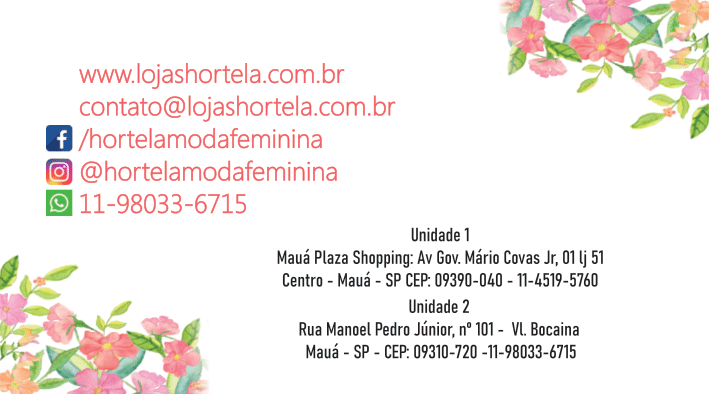 www.lojashortela.com.br
contato@lojashortela.com.br
/hortelamodafeminina
@hortelamodafeminina
11-98033-6715
Unidade 1
Mauá Plaza Shopping: Av Gov. Mário Covas Jr, 01 lj 51
Centro - Mauá - SP CEP: 09390-040 - 11-4519-5760
Unidade 2
Rua Manoel Pedro Júnior, nº 101 - Vl. Bocaina
Mauá - SP - CEP: 09310-720 -11-98033-6715